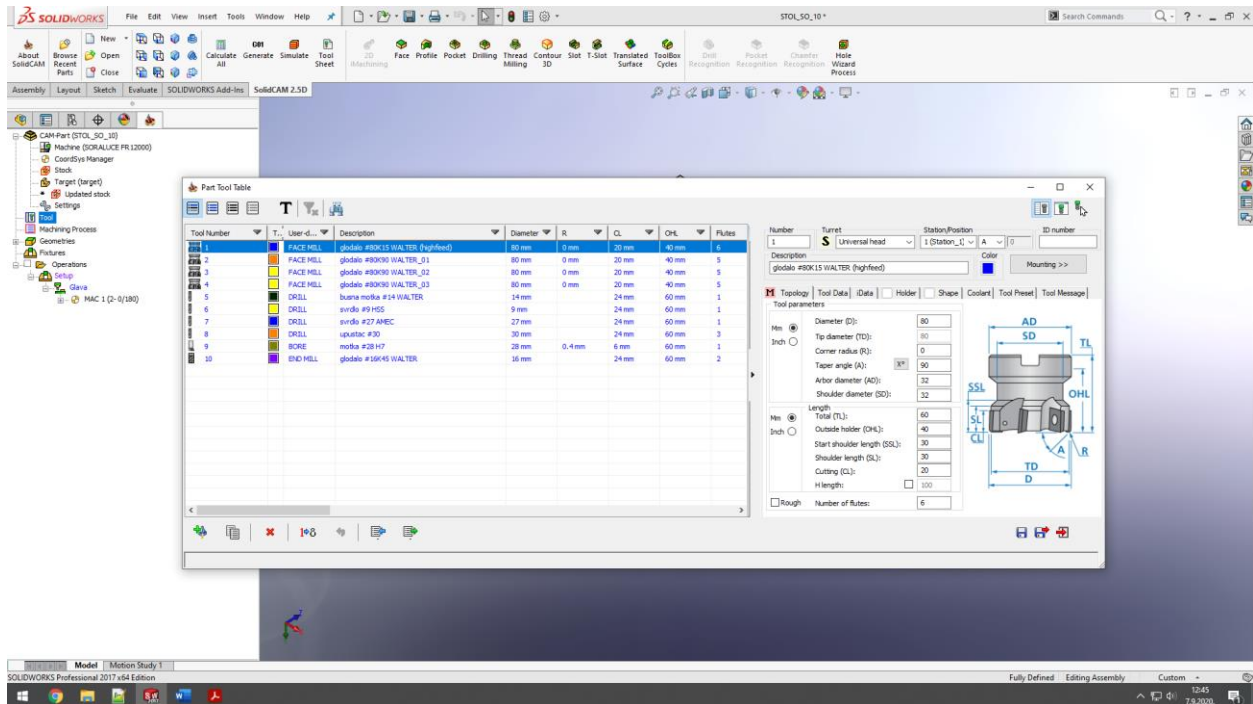 SOLIDWORKS File Edit View Insert Tools Window Help STOL_SO_10 * Search Commands
About SolidCAM Browse Recent Parts New Open Close Calculate All Generate Simulate Tool Sheet 2D iMachining Face Profile Pocket Drilling Thread Milling Contour 3D Slot T-Slot Translated Surface ToolBox Cycles Drill Recognition Pocket Recognition Chamfer Recognition Hole Wizard Process
Assembly Layout Sketch Evaluate SOLIDWORKS Add-Ins SolidCAM 2.5D
CAM-Part (STOL_SO_10)
Machine (SORALUCE FR 12000)
CoordSys Manager
Stock
Target (target)
Updated stock
Settings
Tool
Machining Process
Geometries
Fixtures
Operations
Setup
Glava
MAC 1 (2- 0/180)
Part Tool Table
Tool Number T.. User-d... Description Diameter R CL OHL Flutes
1 FACE MILL glodalo #80K15 WALTER (highfeed) 80 mm 0 mm 20 mm 40 mm 6
2 FACE MILL glodalo #80K90 WALTER_01 80 mm 0 mm 20 mm 40 mm 5
3 FACE MILL glodalo #80K90 WALTER_02 80 mm 0 mm 20 mm 40 mm 5
4 FACE MILL glodalo #80K90 WALTER_03 80 mm 0 mm 20 mm 40 mm 5
5 DRILL busna motka #14 WALTER 14 mm 24 mm 60 mm 1
6 DRILL svrdlo #9 HSS 9 mm 24 mm 60 mm 1
7 DRILL svrdlo #27 AMEC 27 mm 24 mm 60 mm 1
8 DRILL upustac #30 30 mm 24 mm 60 mm 3
9 BORE motka #28 H7 28 mm 0.4 mm 6 mm 60 mm 1
10 END MILL glodalo #16K45 WALTER 16 mm 24 mm 60 mm 2
Number Turret Station/Position ID number
1 S Universal head 1 (Station_1) A 0
Description Color
glodalo #80K15 WALTER (highfeed) Mounting >>
M Topology Tool Data iData Holder Shape Coolant Tool Preset Tool Message
Tool parameters
Mm
Inch
Diameter (D): 80
Tip diameter (TD): 80
Corner radius (R): 0
Taper angle (A): X° 90
Arbor diameter (AD): 32
Shoulder diameter (SD): 32
Length
Mm
Inch
Total (TL): 60
Outside holder (OHL): 40
Start shoulder length (SSL): 30
Shoulder length (SL): 30
Cutting (CL): 20
H length: 100
Rough Number of flutes: 6
AD
SD
TL
SSL
OHL
SL
CL
A
R
TD
D
Model Motion Study 1
SOLIDWORKS Professional 2017 x64 Edition Fully Defined Editing Assembly Custom
12:45
7.9.2020.